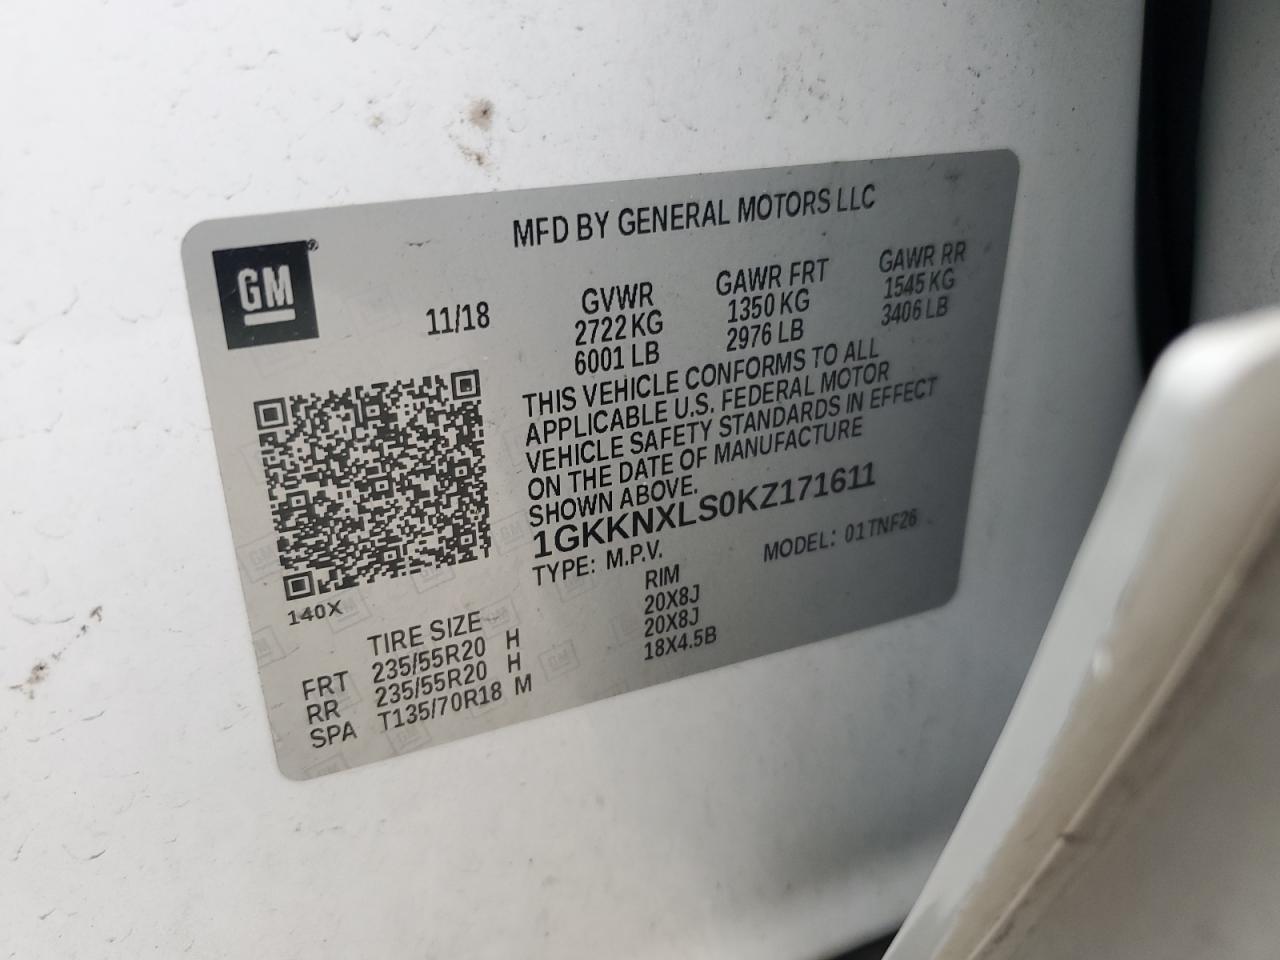 MFD BY GENERAL MOTORS LLC
GM®
11/18
GVWR GAWR FRT GAWR RR
2722 KG 1350 KG 1545 KG
6001 LB 2976 LB 3406 LB
THIS VEHICLE CONFORMS TO ALL
APPLICABLE U.S. FEDERAL MOTOR
VEHICLE SAFETY STANDARDS IN EFFECT
ON THE DATE OF MANUFACTURE
SHOWN ABOVE.
1GKKNXLS0KZ171611
TYPE: M.P.V. MODEL: 01TNF26
140X
TIRE SIZE RIM
FRT 235/55R20 H 20X8J
RR 235/55R20 H 20X8J
SPA T135/70R18 M 18X4.5B